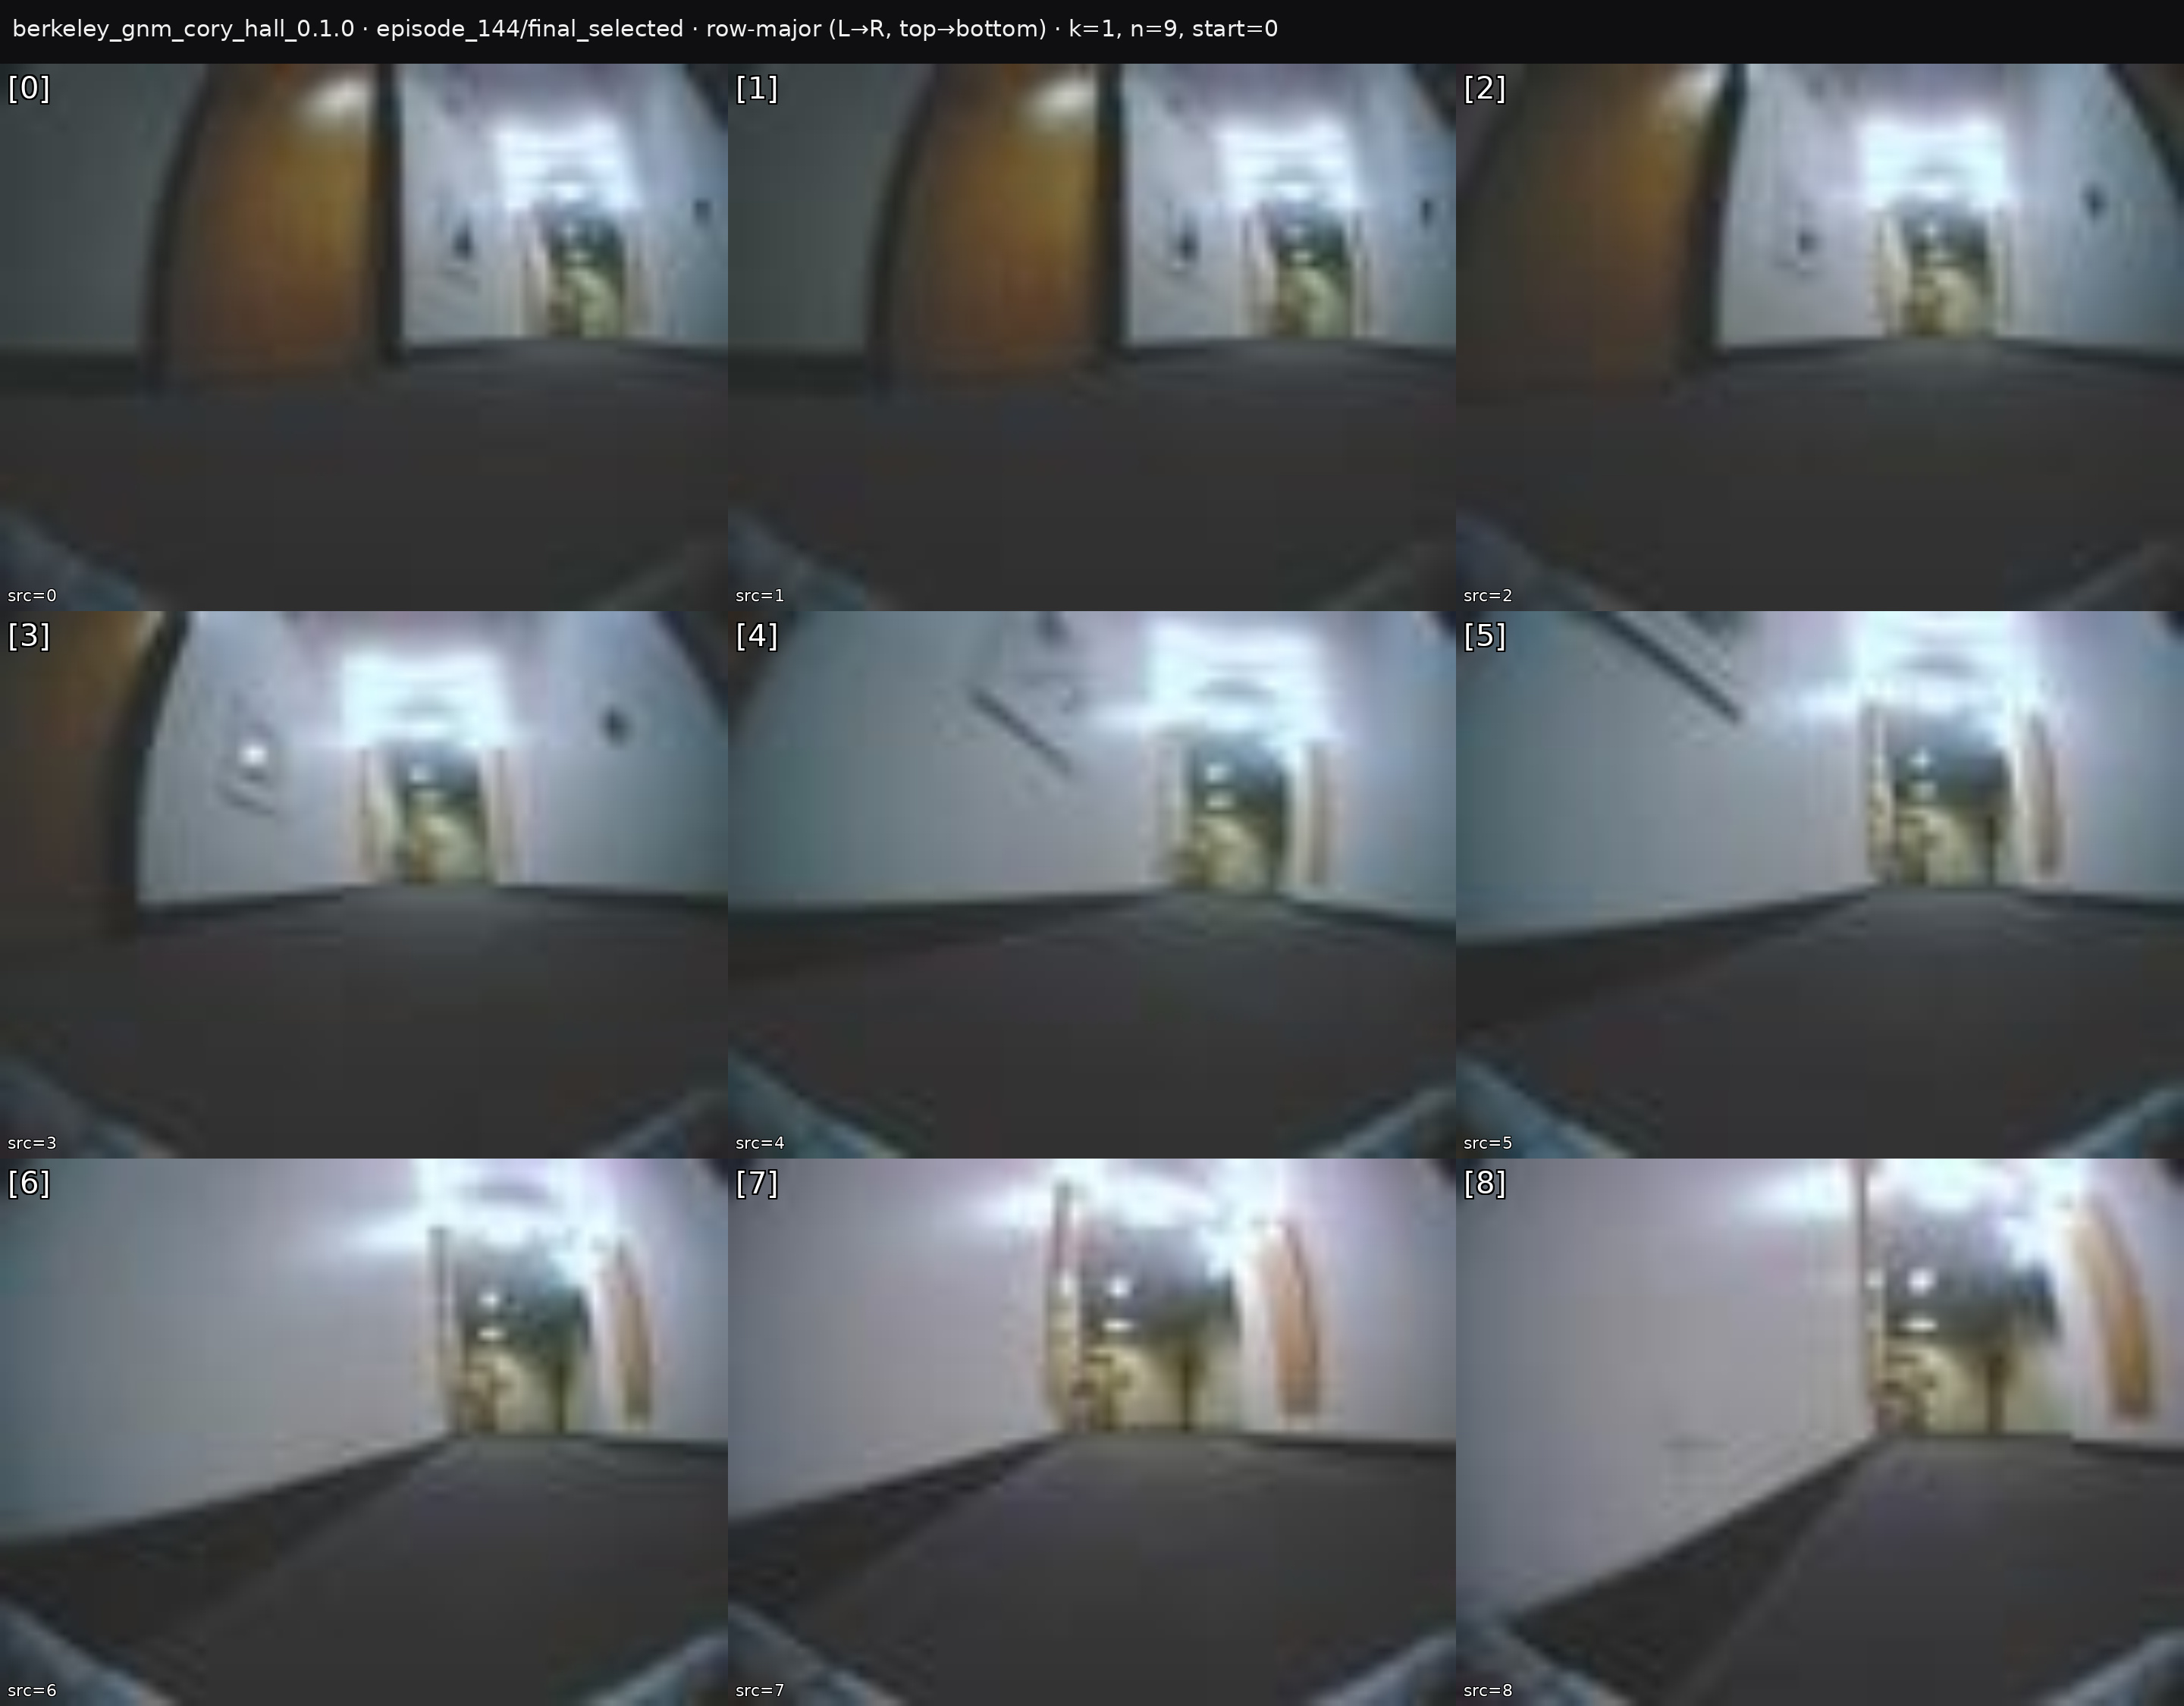 berkeley_gnm_cory_hall_0.1.0 · episode_144/final_selected · row-major (L→R, top→bottom) · k=1, n=9, start=0
[0] [1] [2]
src=0 src=1 src=2
[3] [4] [5]
src=3 src=4 src=5
[6] [7] [8]
src=6 src=7 src=8